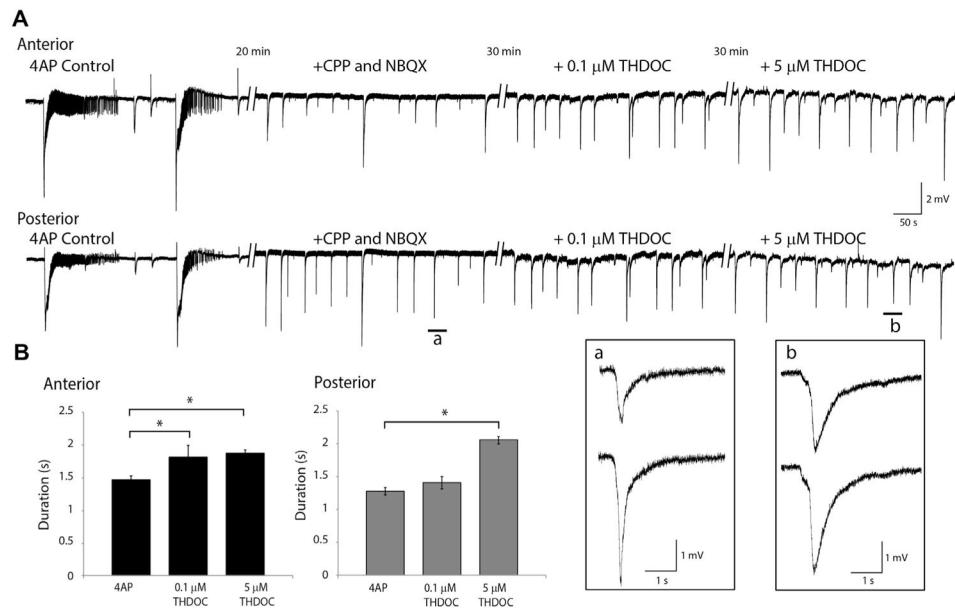 A
Anterior
4AP Control
20 min
+CPP and NBQX
30 min
+ 0.1 µM THDOC
30 min
+ 5 µM THDOC
2 mV
50 s
Posterior
4AP Control
+CPP and NBQX
+ 0.1 µM THDOC
+ 5 µM THDOC
a
b
B
Anterior
*
*
2.5
2
1.5
1
0.5
0
Duration (s)
4AP
0.1 µM THDOC
5 µM THDOC
Posterior
*
2.5
2
1.5
1
0.5
0
Duration (s)
4AP
0.1 µM THDOC
5 µM THDOC
a
1 mV
1 s
b
1 mV
1 s